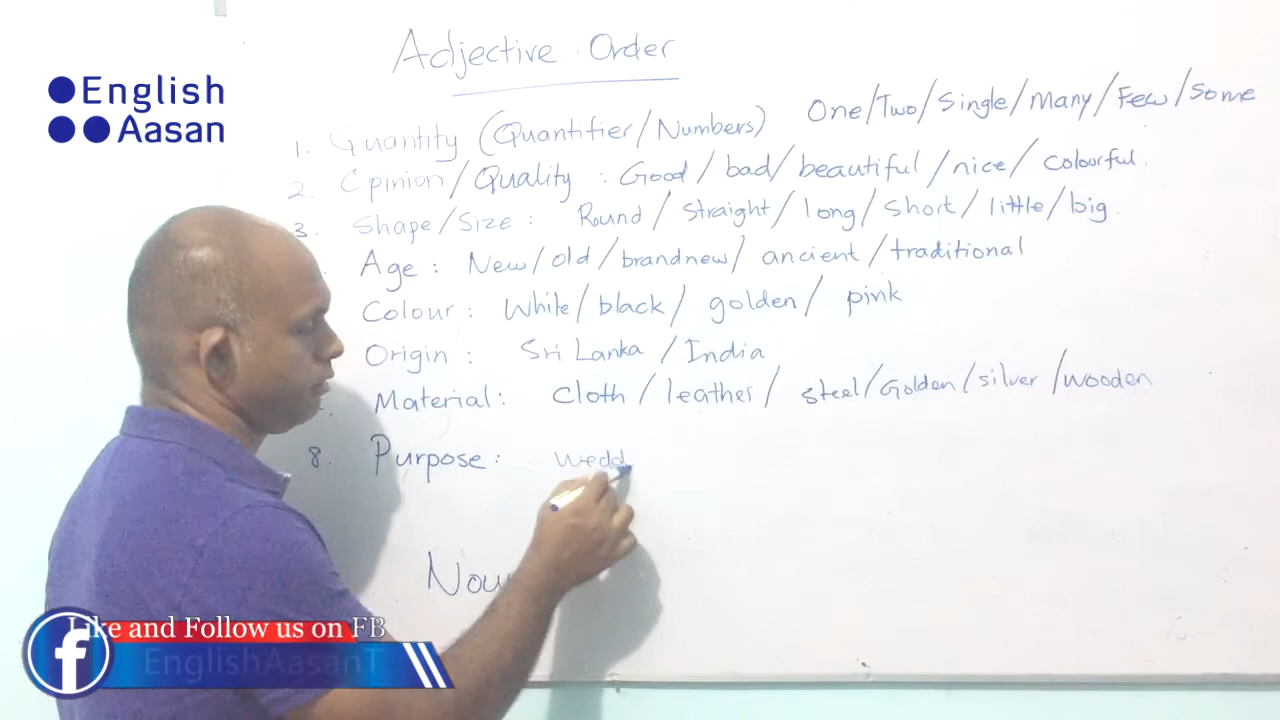 English
Aasan
Adjective Order
1. Quantity (Quantifier/Numbers) One/Two/Single/Many/Few/Some
2. Opinion/Quality : Good/bad/beautiful/nice/colourful.
3. Shape/Size : Round/straight/long/short/little/big.
Age : New/old/brandnew/ancient/traditional
Colour : White/black/golden/pink
Origin : Sri Lanka/India
Material : Cloth/leather/steel/Golden/silver/wooden
8. Purpose : Wedd
Nou
Like and Follow us on FB
f EnglishAasanT